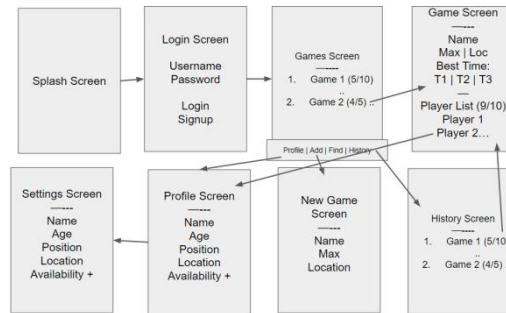 Splash Screen
Login Screen
Username
Password
Login
Signup
Games Screen
-----
1. Game 1 (5/10)
..
2. Game 2 (4/5) ..
Profile | Add | Find | History
Game Screen
—----
Name
Max | Loc
Best Time:
T1 | T2 | T3
—
Player List (9/10)
Player 1
Player 2…
Settings Screen
—----
Name
Age
Position
Location
Availability +
Profile Screen
—----
Name
Age
Position
Location
Availability +
New Game
Screen
—----
Name
Max
Location
History Screen
-----
1. Game 1 (5/10)
..
2. Game 2 (4/5) ..